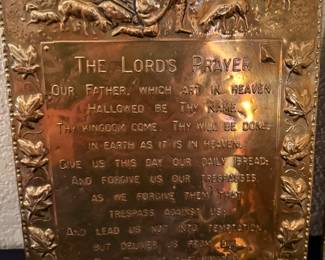 THE LORD'S PRAYER
OUR FATHER, WHICH ART IN HEAVEN
HALLOWED BE THY NAME.
THY KINGDOM COME. THY WILL BE DONE,
IN EARTH AS IT IS IN HEAVEN.
GIVE US THIS DAY OUR DAILY BREAD:
AND FORGIVE US OUR TRESPASSES
AS WE FORGIVE THEM THAT
TRESPASS AGAINST US:
AND LEAD US NOT INTO TEMPTATION,
BUT DELIVER US FROM EVIL